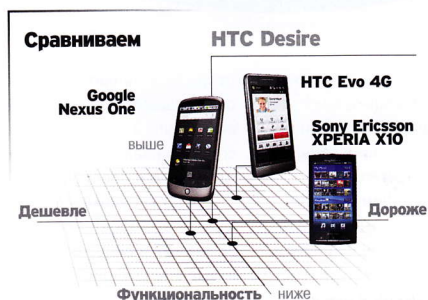 Сравниваем
HTC Desire
Google
Nexus One
HTC Evo 4G
Sony Ericsson
XPERIA X10
выше
Дешевле
Дороже
Функциональность
ниже